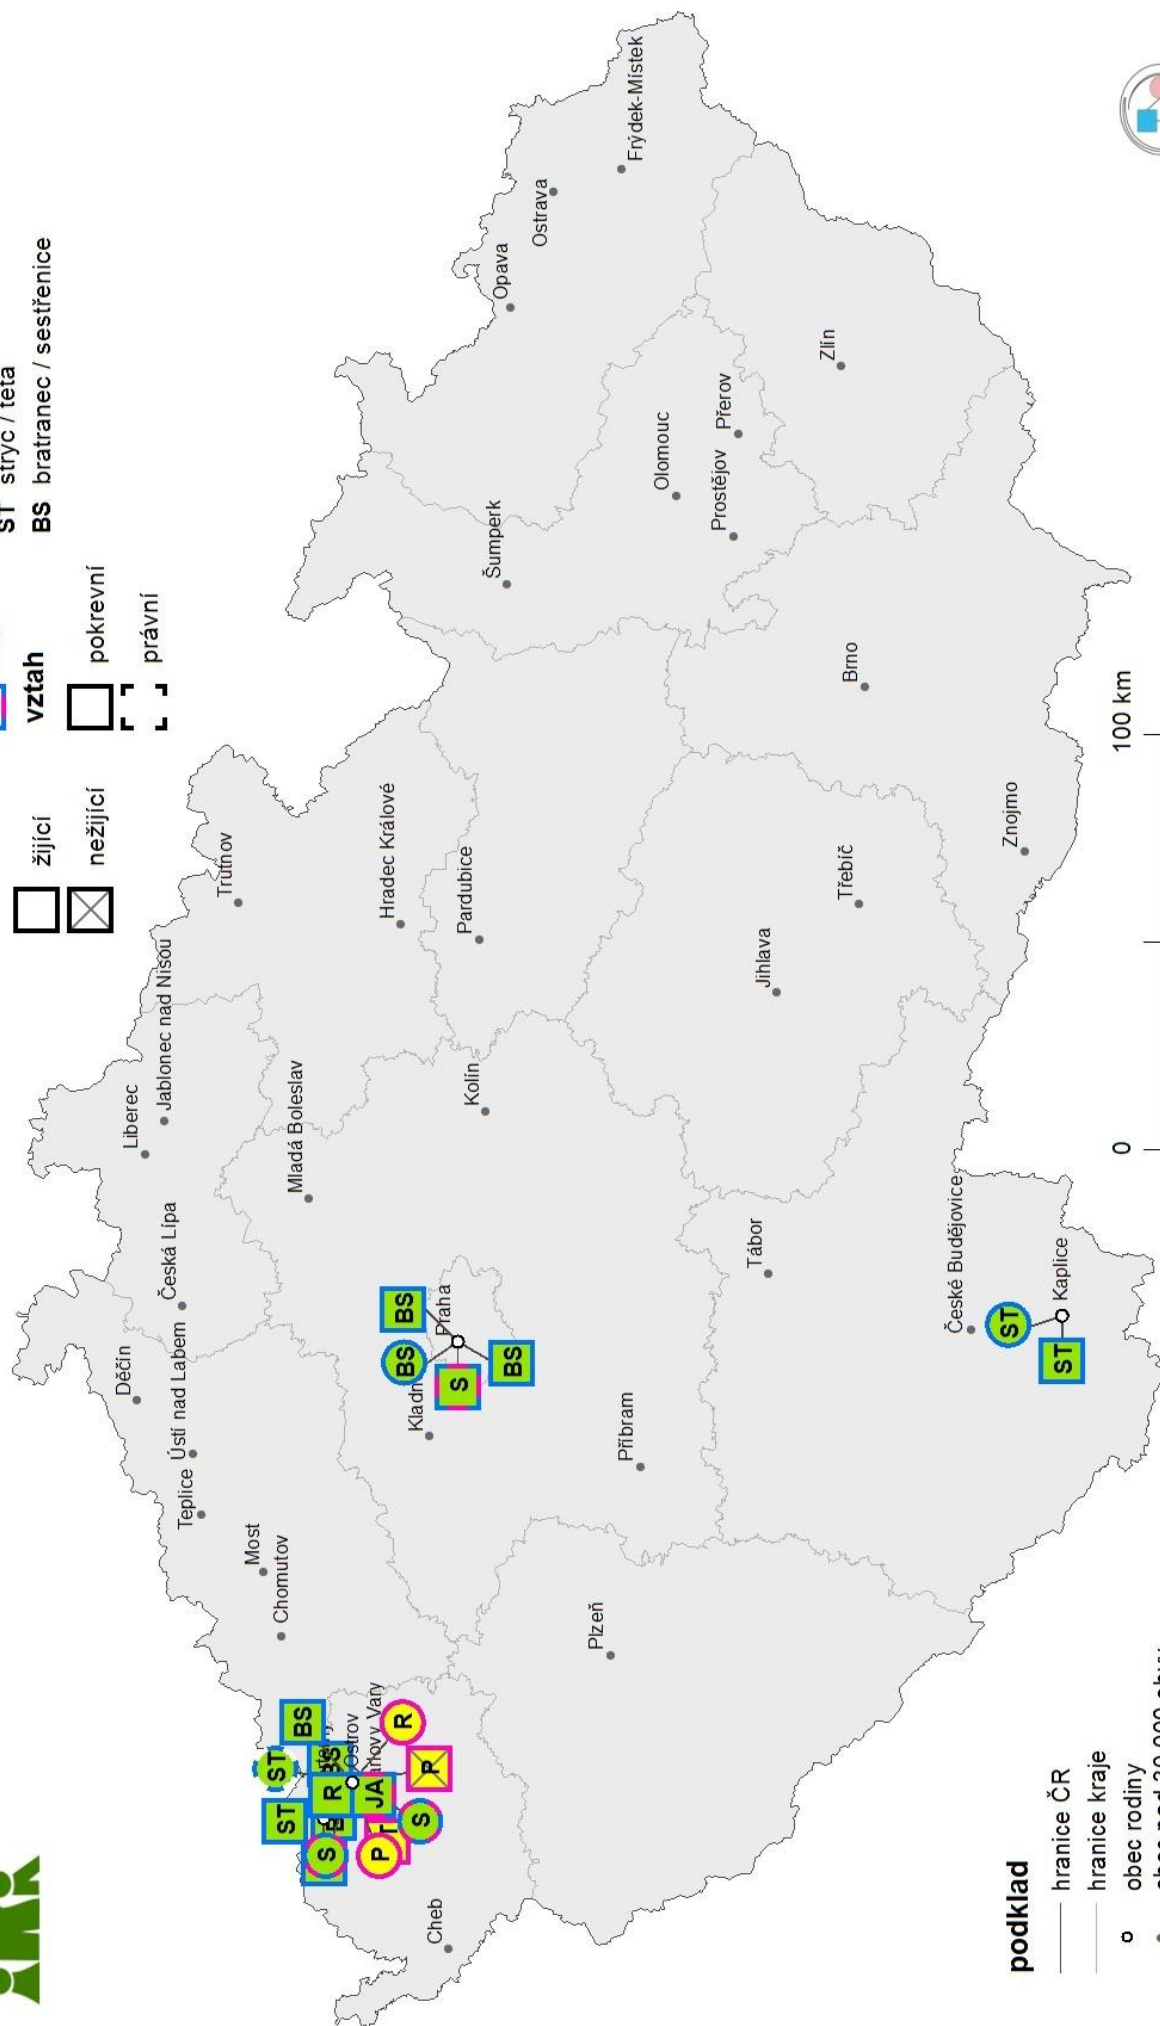 žijící
nežijící
vztah
pokrevní
právní
ST strýc / teta
BS bratranec / sestřenice
Děčín
Liberec
Jablonec nad Nisou
Česká Lípa
Ústí nad Labem
Teplice
Trutnov
Most
Chomutov
Mladá Boleslav
Hradec Králové
Pardubice
Kolín
Praha
BS
BS
S
BS
ST
BS
ST
R
JA
R
P
S
S
P
Ostrov
Cheb
Plzeň
Příbram
Tábor
Jihlava
Třebíč
Znojmo
Brno
Šumperk
Olomouc
Prostějov
Přerov
Zlín
Opava
Ostrava
Frýdek-Místek
České Budějovice
ST
ST
Kaplice
podklad
hranice ČR
hranice kraje
obec rodiny
0
100 km